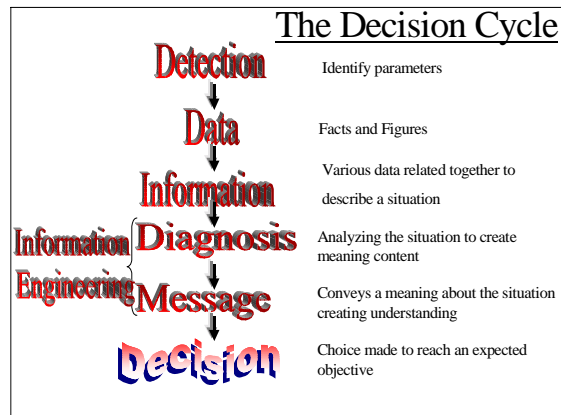 The Decision Cycle
Detection
Identify parameters
Data
Facts and Figures
Information
Various data related together to
describe a situation
Information
Engineering
Diagnosis
Analyzing the situation to create
meaning content
Message
Conveys a meaning about the situation
creating understanding
Decision
Choice made to reach an expected
objective